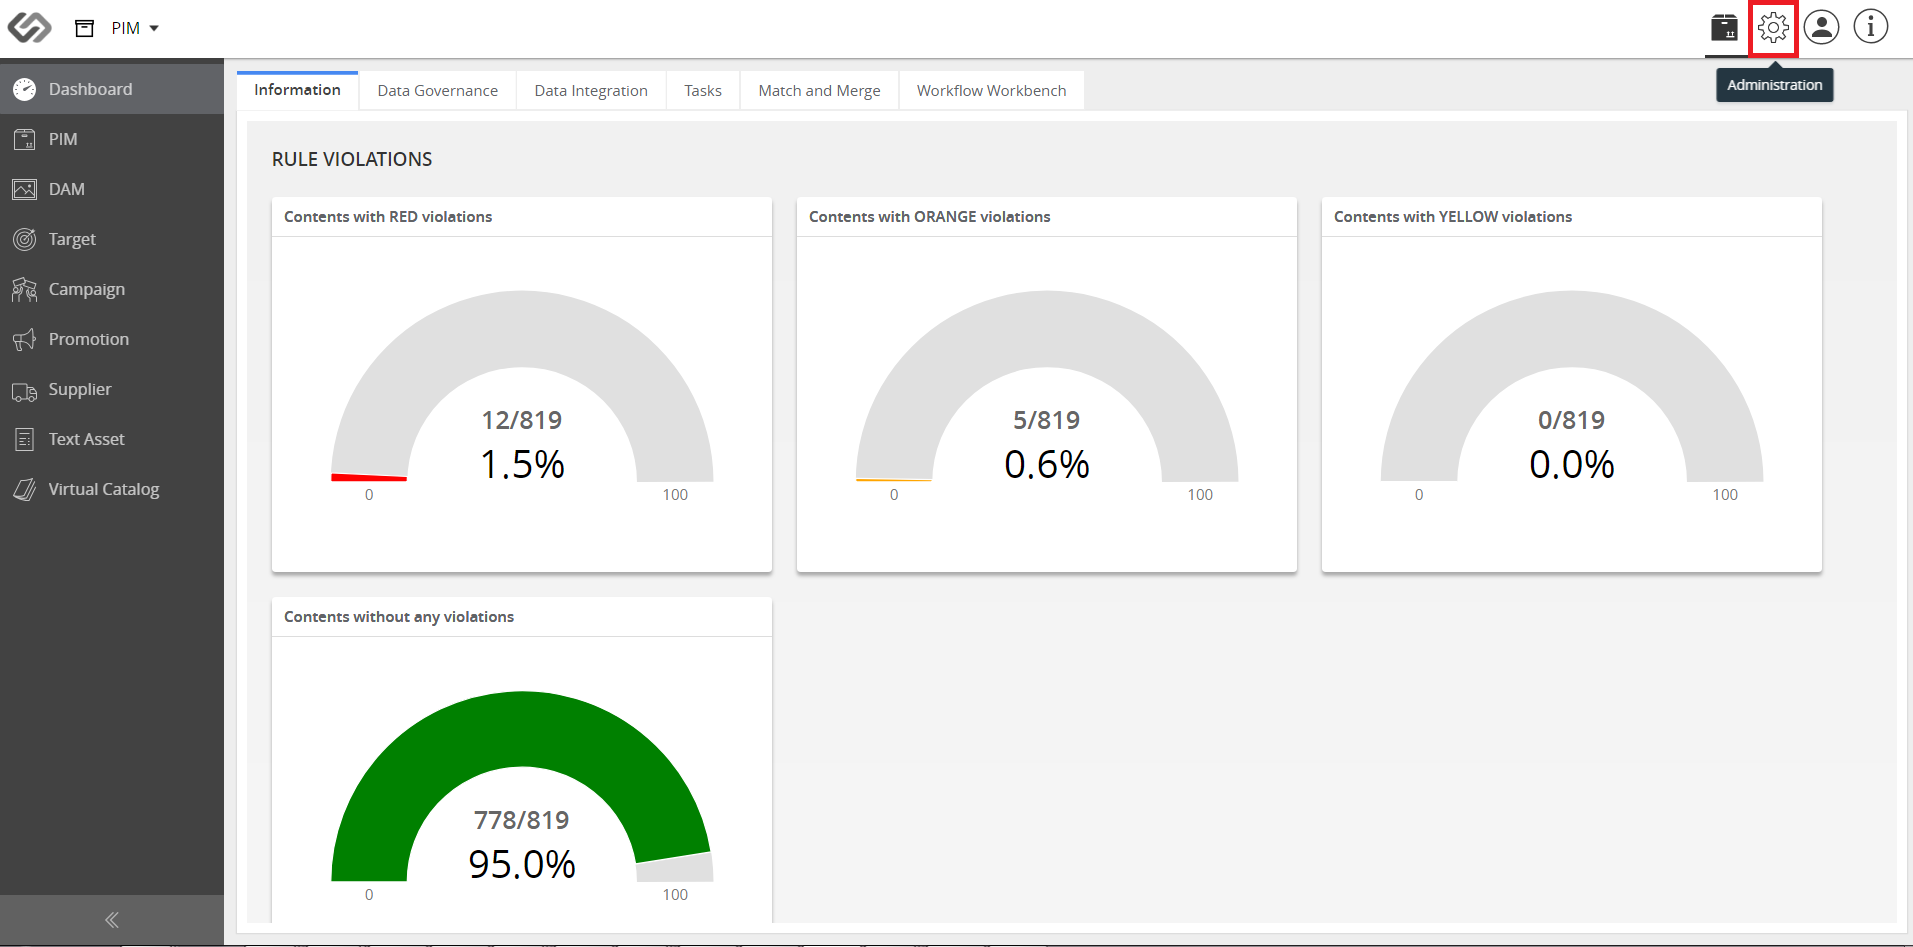 PIM
Administration
Dashboard
PIM
DAM
Target
Campaign
Promotion
Supplier
Text Asset
Virtual Catalog
Information
Data Governance
Data Integration
Tasks
Match and Merge
Workflow Workbench
RULE VIOLATIONS
Contents with RED violations
12/819
1.5%
0
100
Contents with ORANGE violations
5/819
0.6%
0
100
Contents with YELLOW violations
0/819
0.0%
0
100
Contents without any violations
778/819
95.0%
0
100